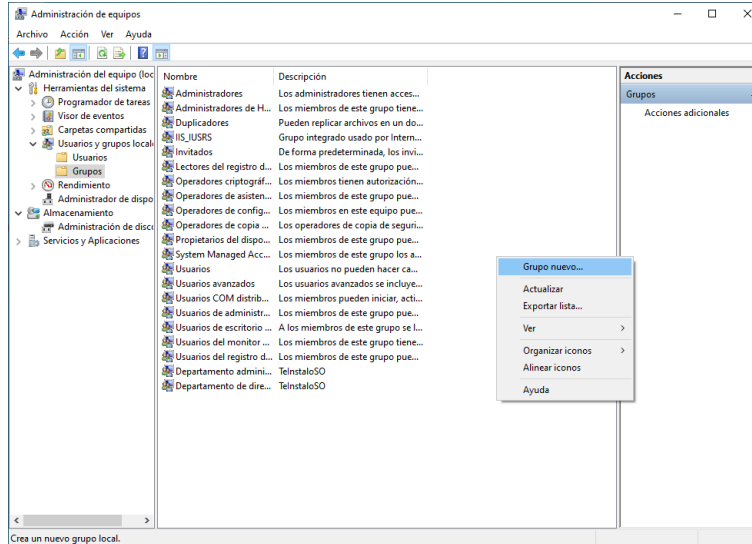 Administración de equipos
Archivo Acción Ver Ayuda
Administración del equipo (loc
Herramientas del sistema
Programador de tareas
Visor de eventos
Carpetas compartidas
Usuarios y grupos locale
Usuarios
Grupos
Rendimiento
Administrador de dispo
Almacenamiento
Administración de disco
Servicios y Aplicaciones
Nombre Descripción
Administradores Los administradores tienen acces...
Administradores de H... Los miembros de este grupo tiene...
Duplicadores Pueden replicar archivos en un do...
IIS_IUSRS Grupo integrado usado por Intern...
Invitados De forma predeterminada, los invi...
Lectores del registro d... Los miembros de este grupo pue...
Operadores criptográf... Los miembros tienen autorización...
Operadores de asisten... Los miembros de este grupo pue...
Operadores de config... Los miembros en este equipo pue...
Operadores de copia ... Los operadores de copia de seguri...
Propietarios del dispo... Los miembros de este grupo pue...
System Managed Acc... Los miembros de este grupo los a...
Usuarios Los usuarios no pueden hacer ca...
Usuarios avanzados Los usuarios avanzados se incluye...
Usuarios COM distrib... Los miembros pueden iniciar, acti...
Usuarios de administr... Los miembros de este grupo pue...
Usuarios de escritorio ... A los miembros de este grupo se l...
Usuarios del monitor ... Los miembros de este grupo tiene...
Usuarios del registro d... Los miembros de este grupo pue...
Departamento admini... TeInstaloSO
Departamento de dire... TeInstaloSO
Grupo nuevo...
Actualizar
Exportar lista...
Ver
Organizar iconos
Alinear iconos
Ayuda
Acciones
Grupos
Acciones adicionales
Crea un nuevo grupo local.